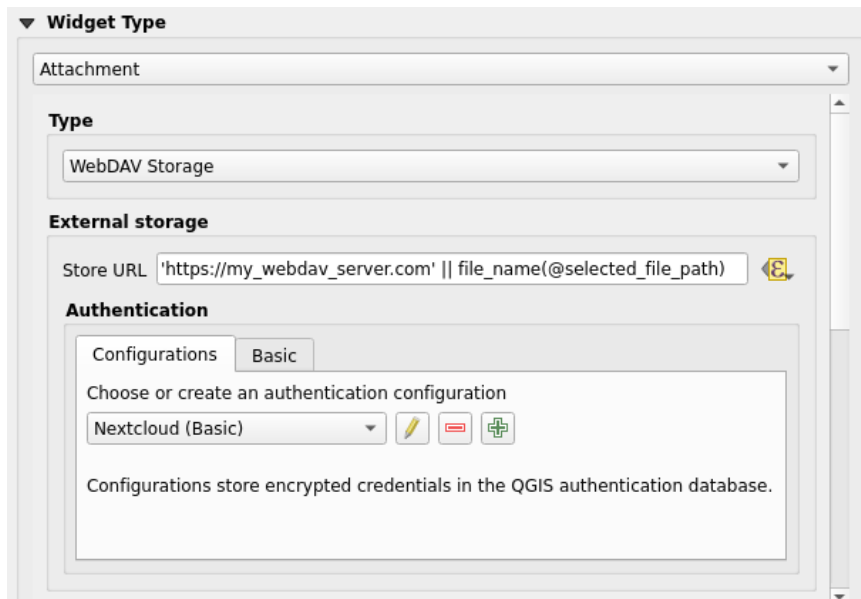 Widget Type
Attachment
Type
WebDAV Storage
External storage
Store URL 'https://my_webdav_server.com' || file_name(@selected_file_path)
ε
Authentication
Configurations Basic
Choose or create an authentication configuration
Nextcloud (Basic)
Configurations store encrypted credentials in the QGIS authentication database.